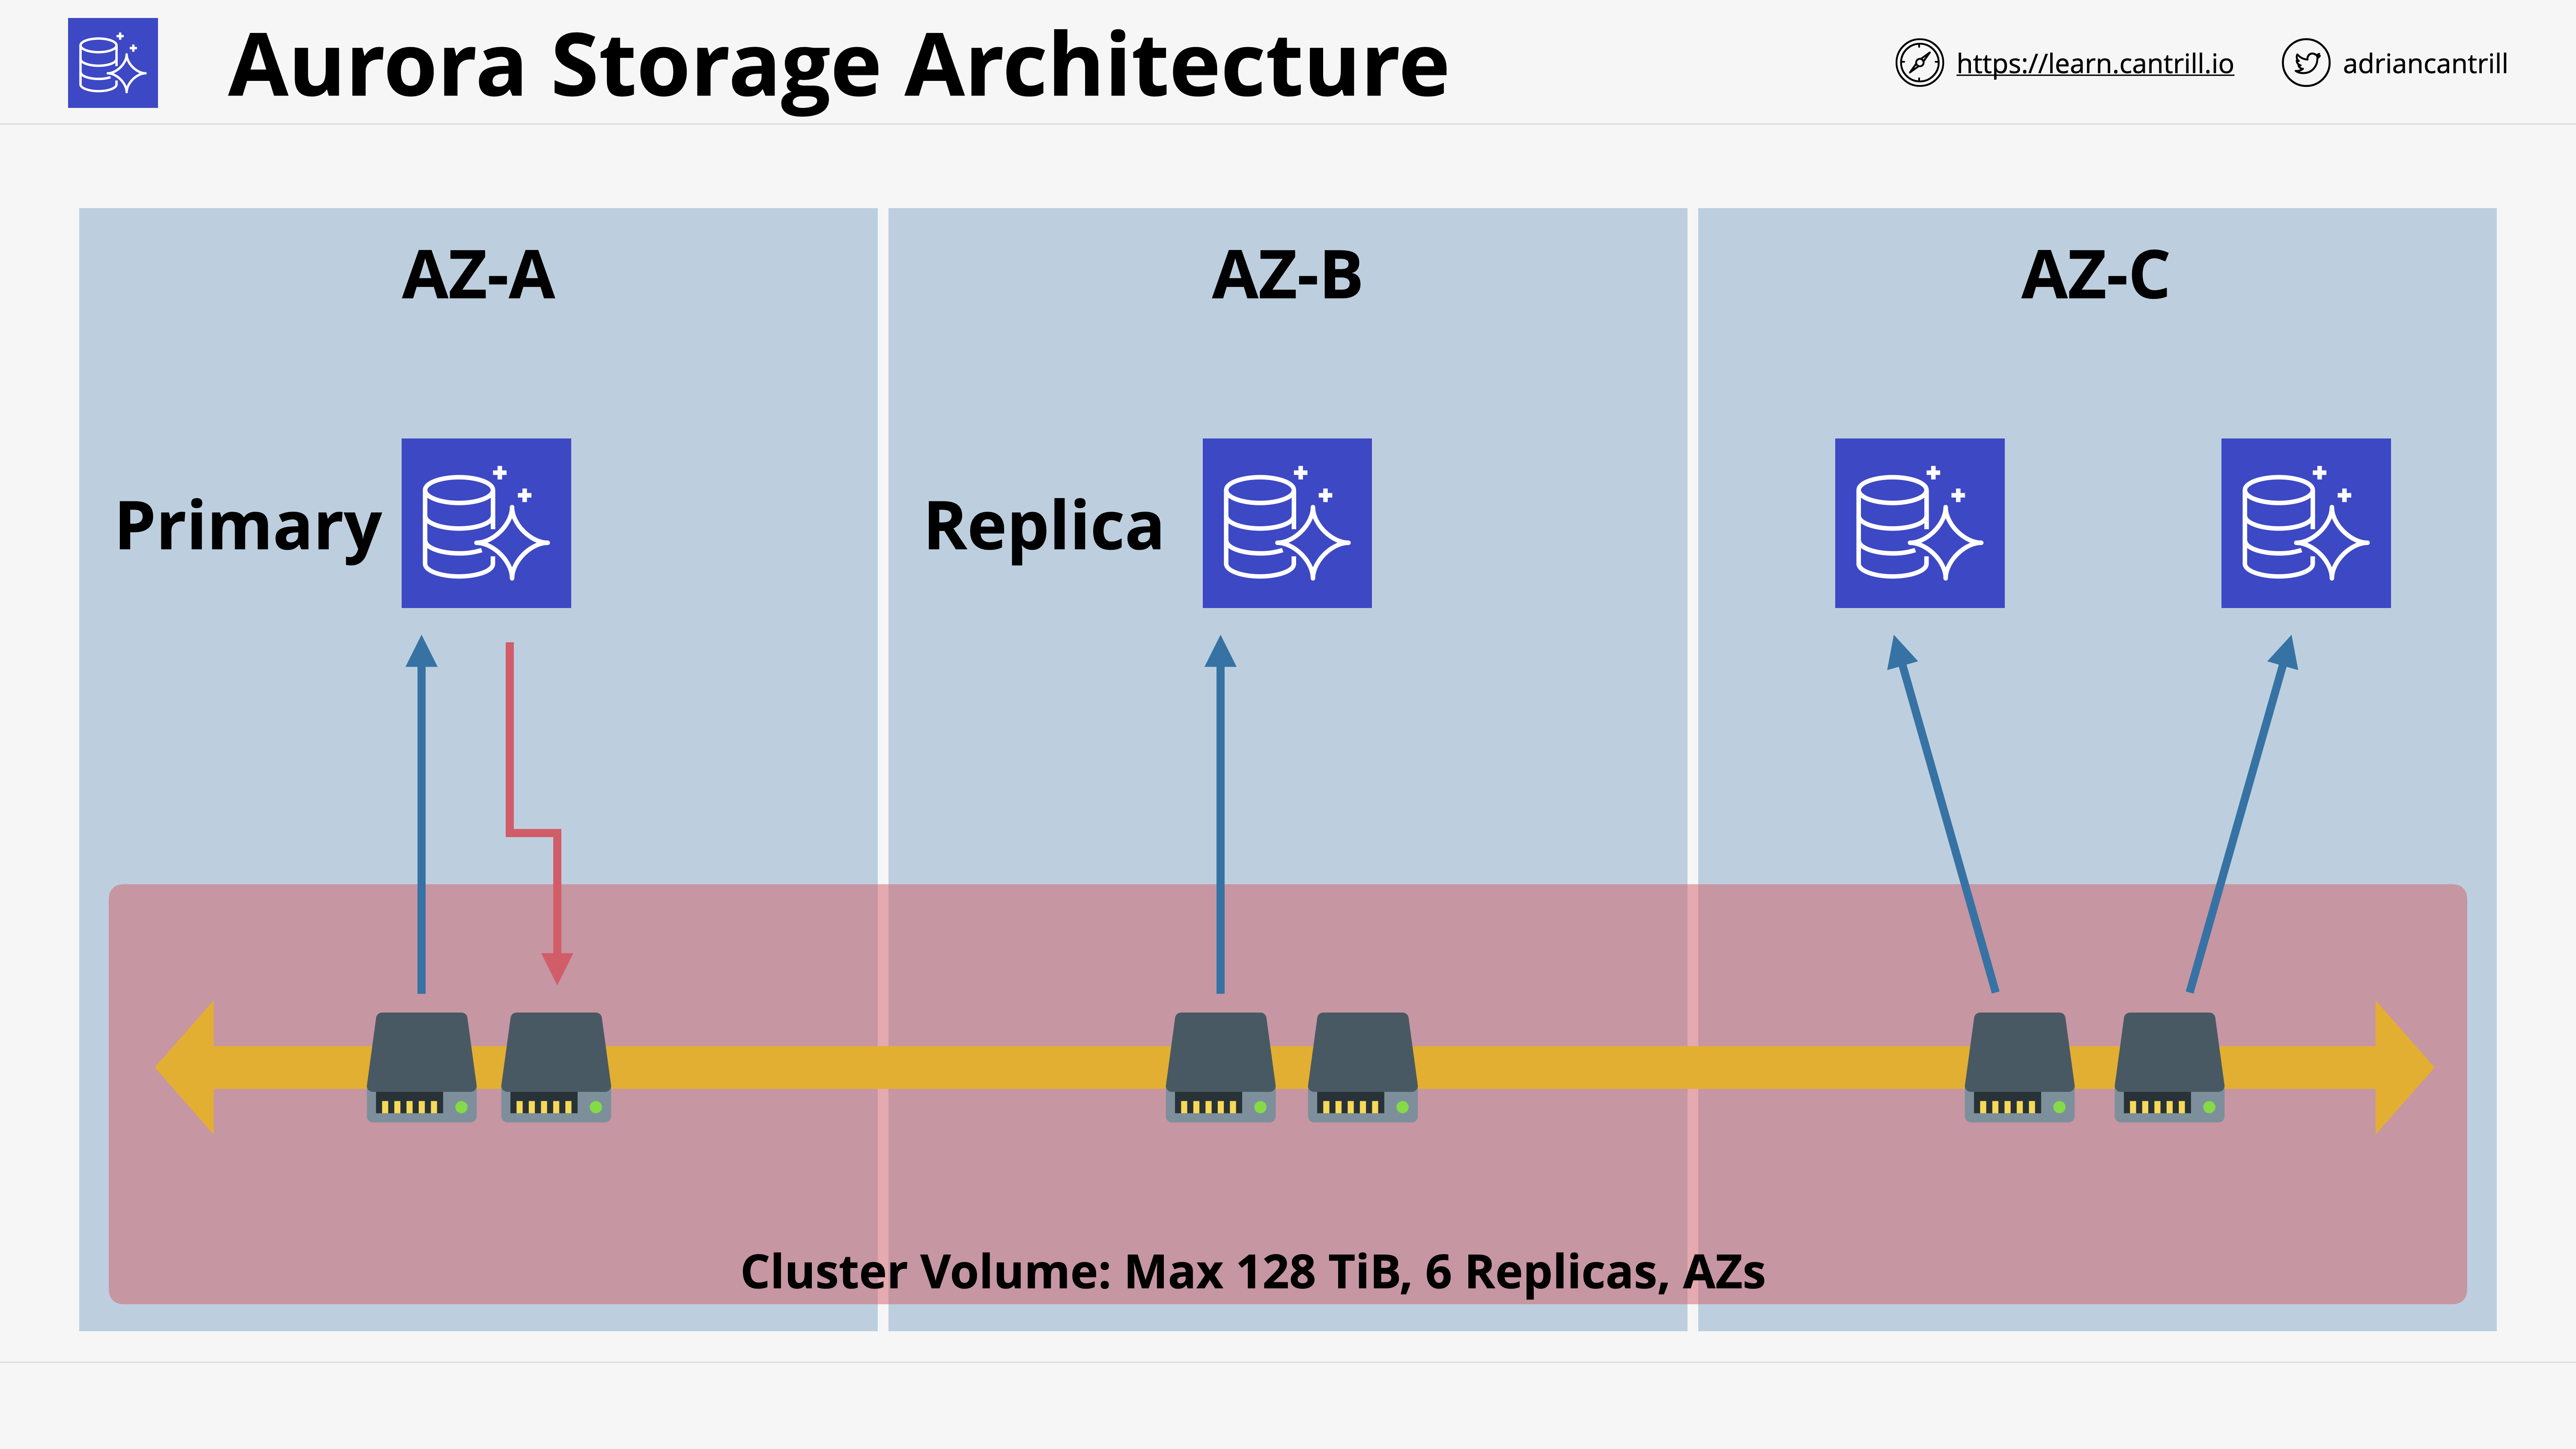 Aurora Storage Architecture
https://learn.cantrill.io
adriancantrill
AZ-A
AZ-B
AZ-C
Primary
Replica
Cluster Volume: Max 128 TiB, 6 Replicas, AZs